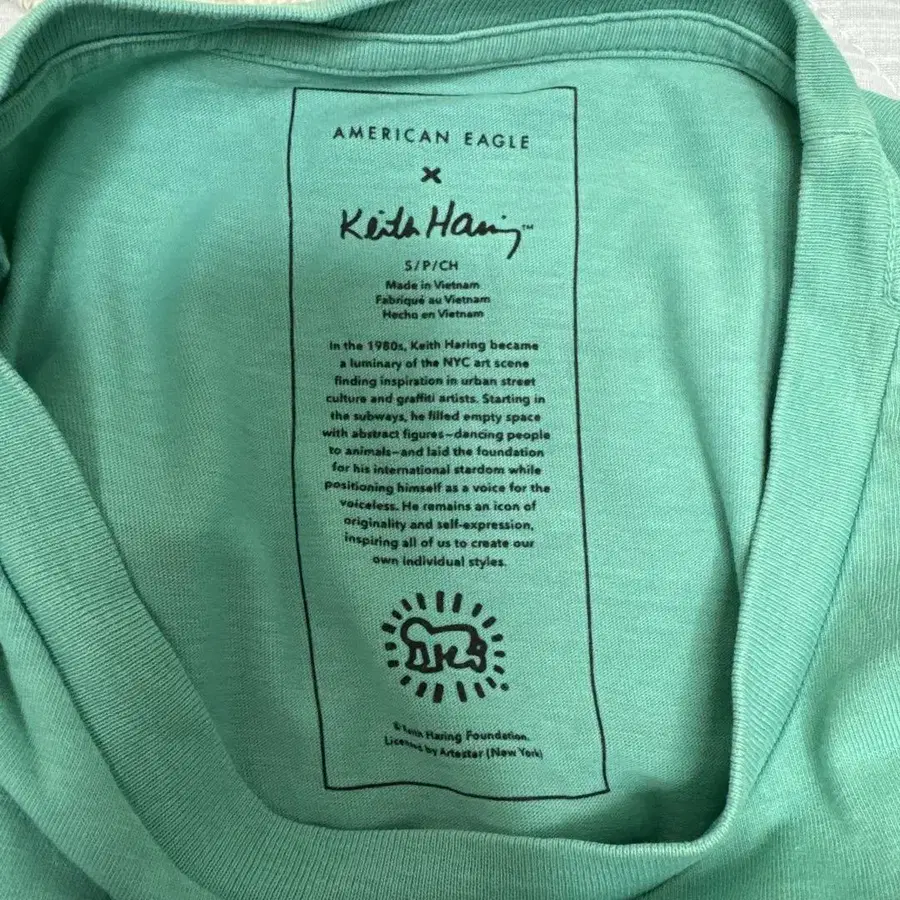 AMERICAN EAGLE
x
Keith Haring™
S/P/CH
Made in Vietnam
Fabriqué au Vietnam
Hecho en Vietnam
In the 1980s, Keith Haring became
a luminary of the NYC art scene
finding inspiration in urban street
culture and graffiti artists. Starting in
the subways, he filled empty space
with abstract figures—dancing people
to animals—and laid the foundation
for his international stardom while
positioning himself as a voice for the
voiceless. He remains an icon of
originality and self-expression,
inspiring all of us to create our
own individual styles.
®
© Keith Haring Foundation.
Licensed by Artestar (New York)